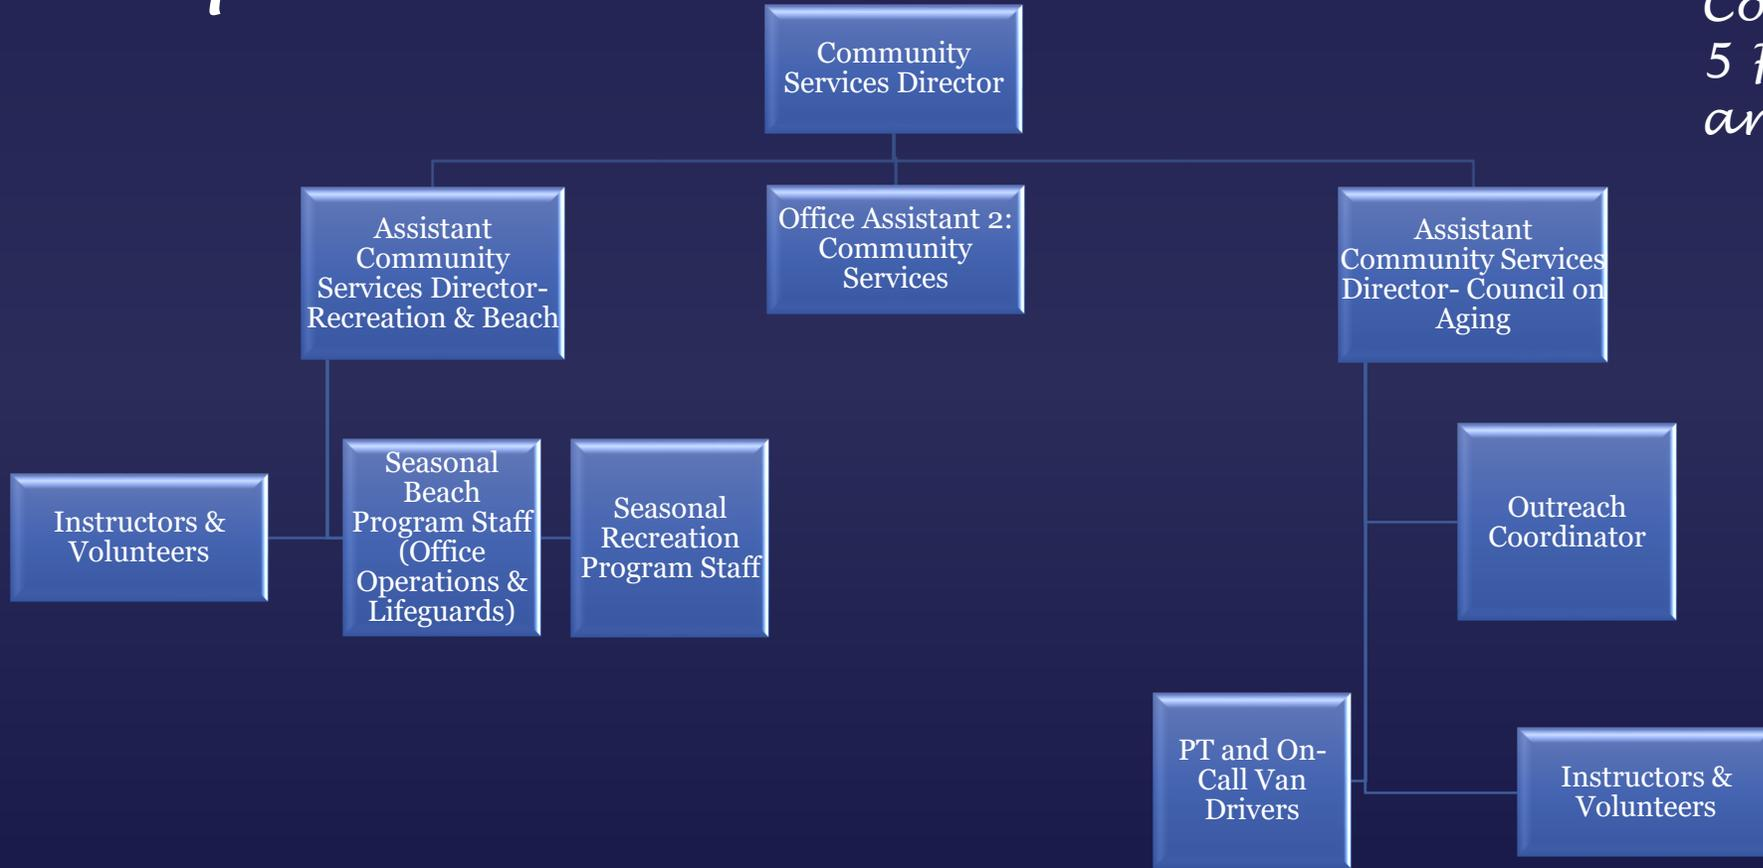 Community
Services Director
Assistant
Community
Services Director-
Recreation & Beach
Office Assistant 2:
Community
Services
Assistant
Community Services
Director- Council on
Aging
Instructors &
Volunteers
Seasonal
Beach
Program Staff
(Office
Operations &
Lifeguards)
Seasonal
Recreation
Program Staff
Outreach
Coordinator
PT and On-
Call Van
Drivers
Instructors &
Volunteers
5